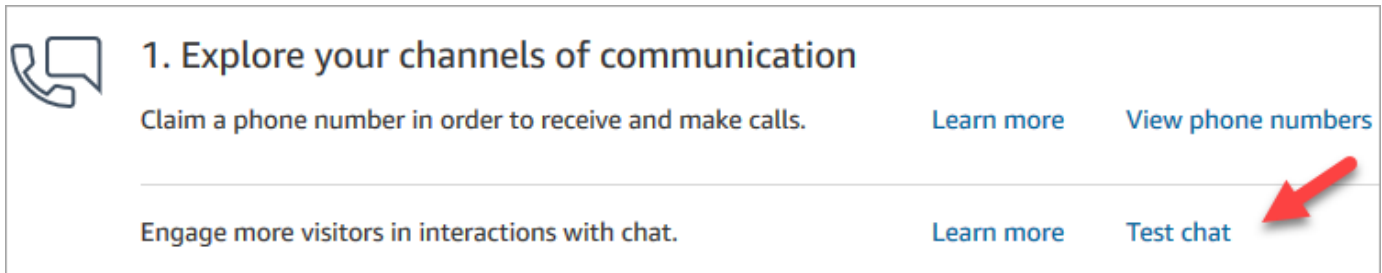 1. Explore your channels of communication
Claim a phone number in order to receive and make calls. Learn more View phone numbers
Engage more visitors in interactions with chat. Learn more Test chat